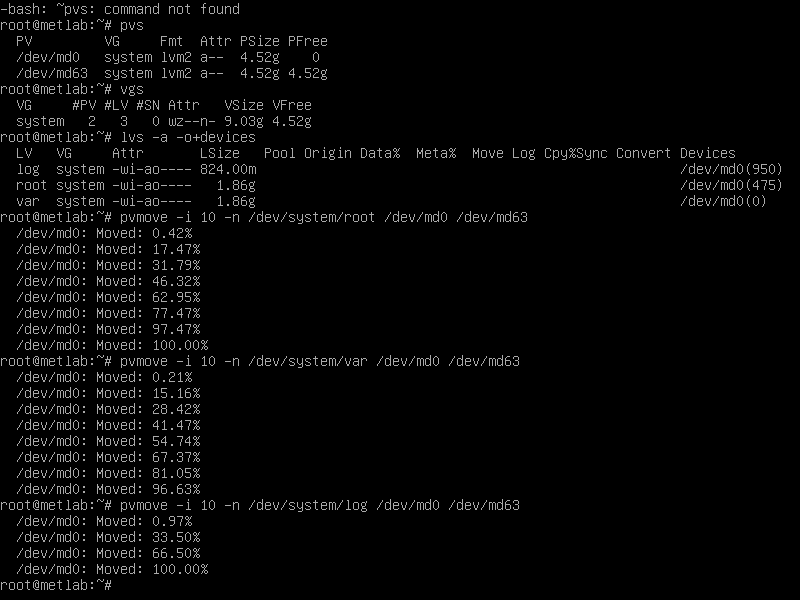 -bash: ~pvs: command not found
root@metlab:~# pvs
  PV         VG     Fmt  Attr PSize PFree
  /dev/md0   system lvm2 a--  4.52g    0
  /dev/md63  system lvm2 a--  4.52g 4.52g
root@metlab:~# vgs
  VG     #PV #LV #SN Attr   VSize VFree
  system   2   3   0 wz--n- 9.03g 4.52g
root@metlab:~# lvs -a -o+devices
  LV   VG     Attr       LSize   Pool Origin Data%  Meta%  Move Log Cpy%Sync Convert Devices
  log  system -wi-ao---- 824.00m                                                     /dev/md0(950)
  root system -wi-ao----   1.86g                                                     /dev/md0(475)
  var  system -wi-ao----   1.86g                                                     /dev/md0(0)
root@metlab:~# pvmove -i 10 -n /dev/system/root /dev/md0 /dev/md63
  /dev/md0: Moved: 0.42%
  /dev/md0: Moved: 17.47%
  /dev/md0: Moved: 31.79%
  /dev/md0: Moved: 46.32%
  /dev/md0: Moved: 62.95%
  /dev/md0: Moved: 77.47%
  /dev/md0: Moved: 97.47%
  /dev/md0: Moved: 100.00%
root@metlab:~# pvmove -i 10 -n /dev/system/var /dev/md0 /dev/md63
  /dev/md0: Moved: 0.21%
  /dev/md0: Moved: 15.16%
  /dev/md0: Moved: 28.42%
  /dev/md0: Moved: 41.47%
  /dev/md0: Moved: 54.74%
  /dev/md0: Moved: 67.37%
  /dev/md0: Moved: 81.05%
  /dev/md0: Moved: 96.63%
root@metlab:~# pvmove -i 10 -n /dev/system/log /dev/md0 /dev/md63
  /dev/md0: Moved: 0.97%
  /dev/md0: Moved: 33.50%
  /dev/md0: Moved: 66.50%
  /dev/md0: Moved: 100.00%
root@metlab:~#